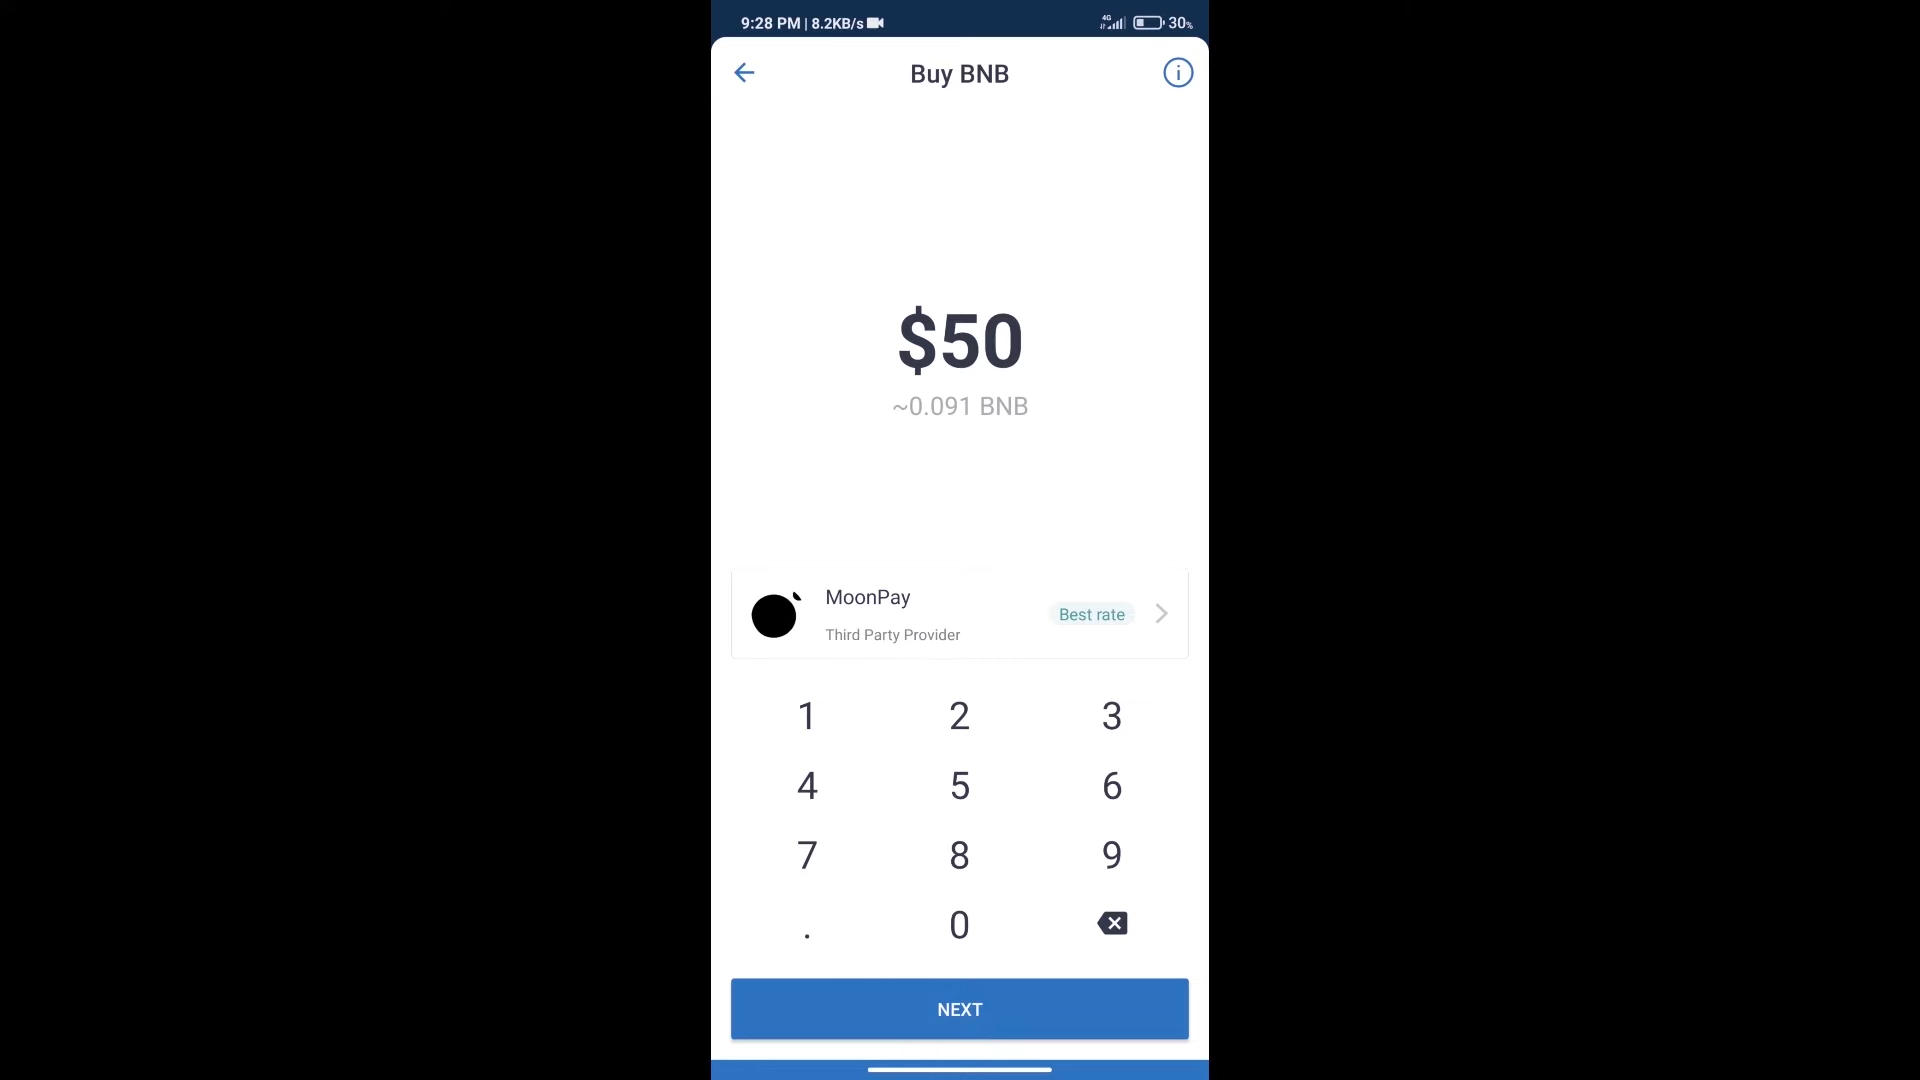 9:28 PM | 8.2KB/s 4G 30%
Buy BNB
$50
~0.091 BNB
MoonPay
Best rate
Third Party Provider
1 2 3
4 5 6
7 8 9
. 0
NEXT